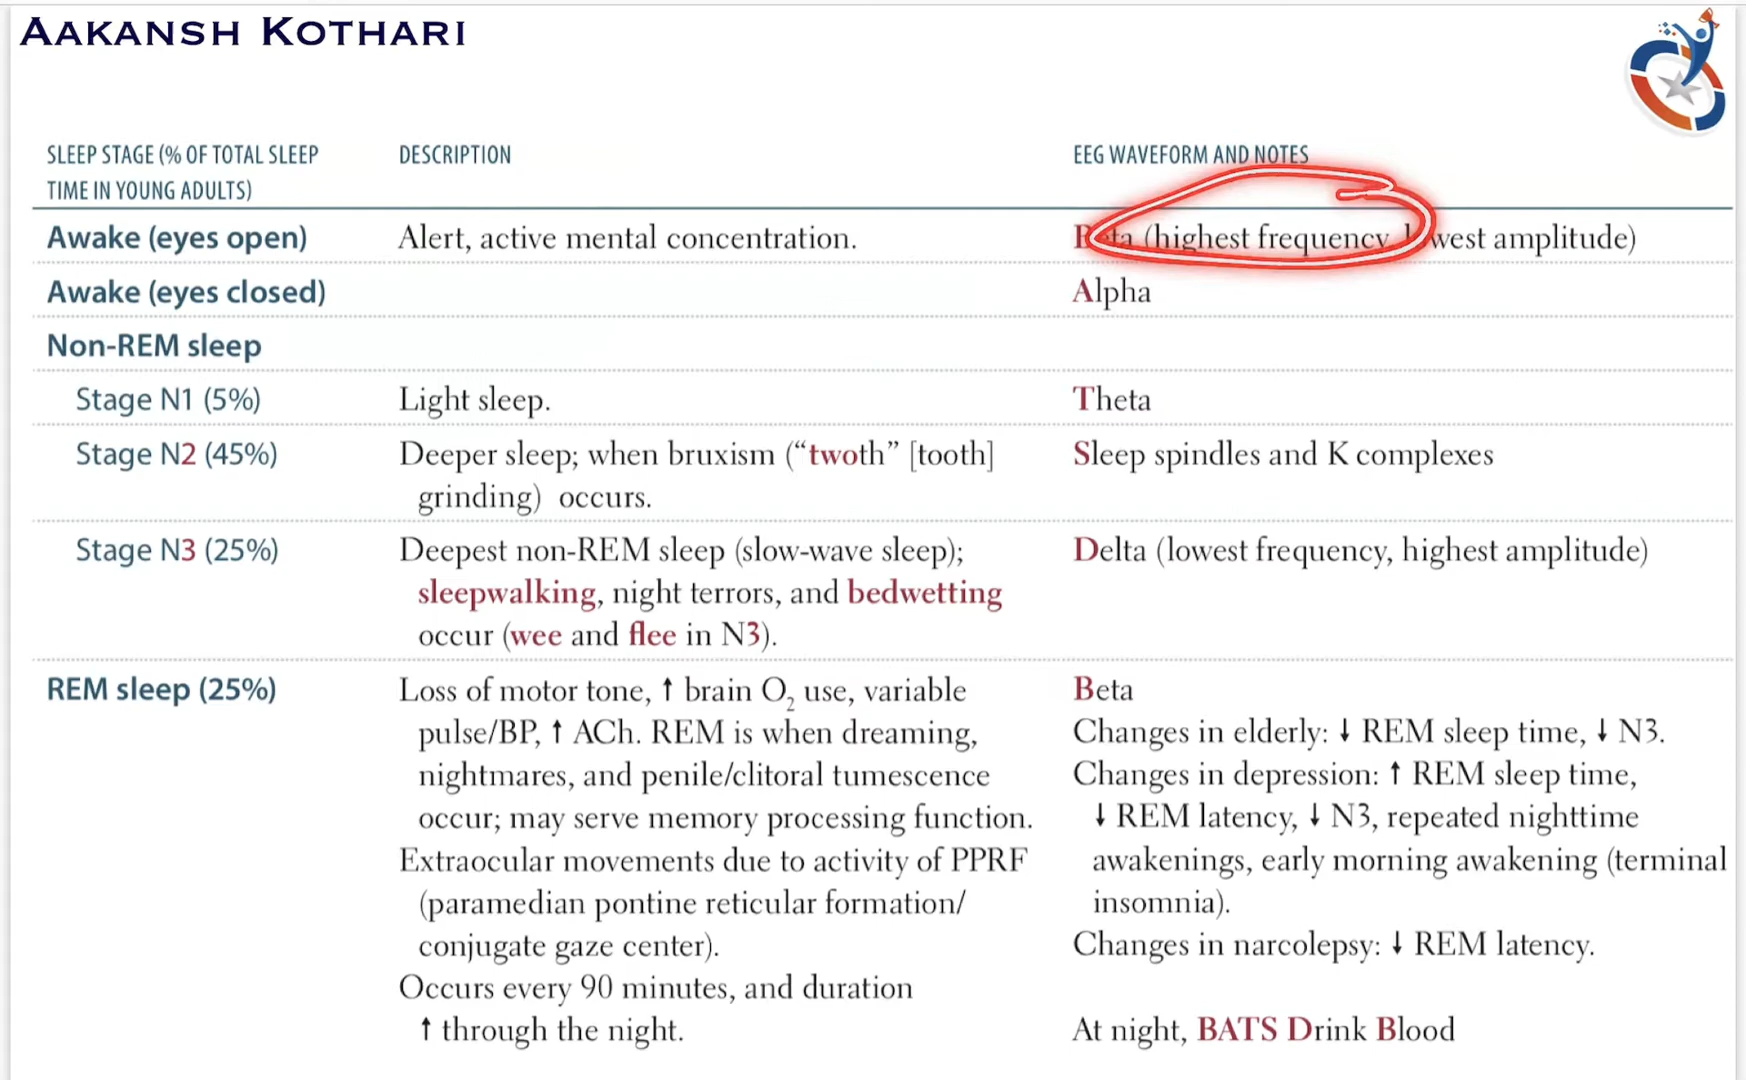 AAKANSH KOTHARI
SLEEP STAGE (% OF TOTAL SLEEP
TIME IN YOUNG ADULTS)
DESCRIPTION
EEG WAVEFORM AND NOTES
Awake (eyes open)
Alert, active mental concentration.
Beta (highest frequency, lowest amplitude)
Awake (eyes closed)
Alpha
Non-REM sleep
Stage N1 (5%)
Light sleep.
Theta
Stage N2 (45%)
Deeper sleep; when bruxism (“twoth” [tooth]
grinding) occurs.
Sleep spindles and K complexes
Stage N3 (25%)
Deepest non-REM sleep (slow-wave sleep);
sleepwalking, night terrors, and bedwetting
occur (wee and flee in N3).
Delta (lowest frequency, highest amplitude)
REM sleep (25%)
Loss of motor tone, ↑ brain O₂ use, variable
pulse/BP, ↑ ACh. REM is when dreaming,
nightmares, and penile/clitoral tumescence
occur; may serve memory processing function.
Extraocular movements due to activity of PPRF
(paramedian pontine reticular formation/
conjugate gaze center).
Occurs every 90 minutes, and duration
↑ through the night.
Beta
Changes in elderly: ↓ REM sleep time, ↓ N3.
Changes in depression: ↑ REM sleep time,
↓ REM latency, ↓ N3, repeated nighttime
awakenings, early morning awakening (terminal
insomnia).
Changes in narcolepsy: ↓ REM latency.
At night, BATS Drink Blood